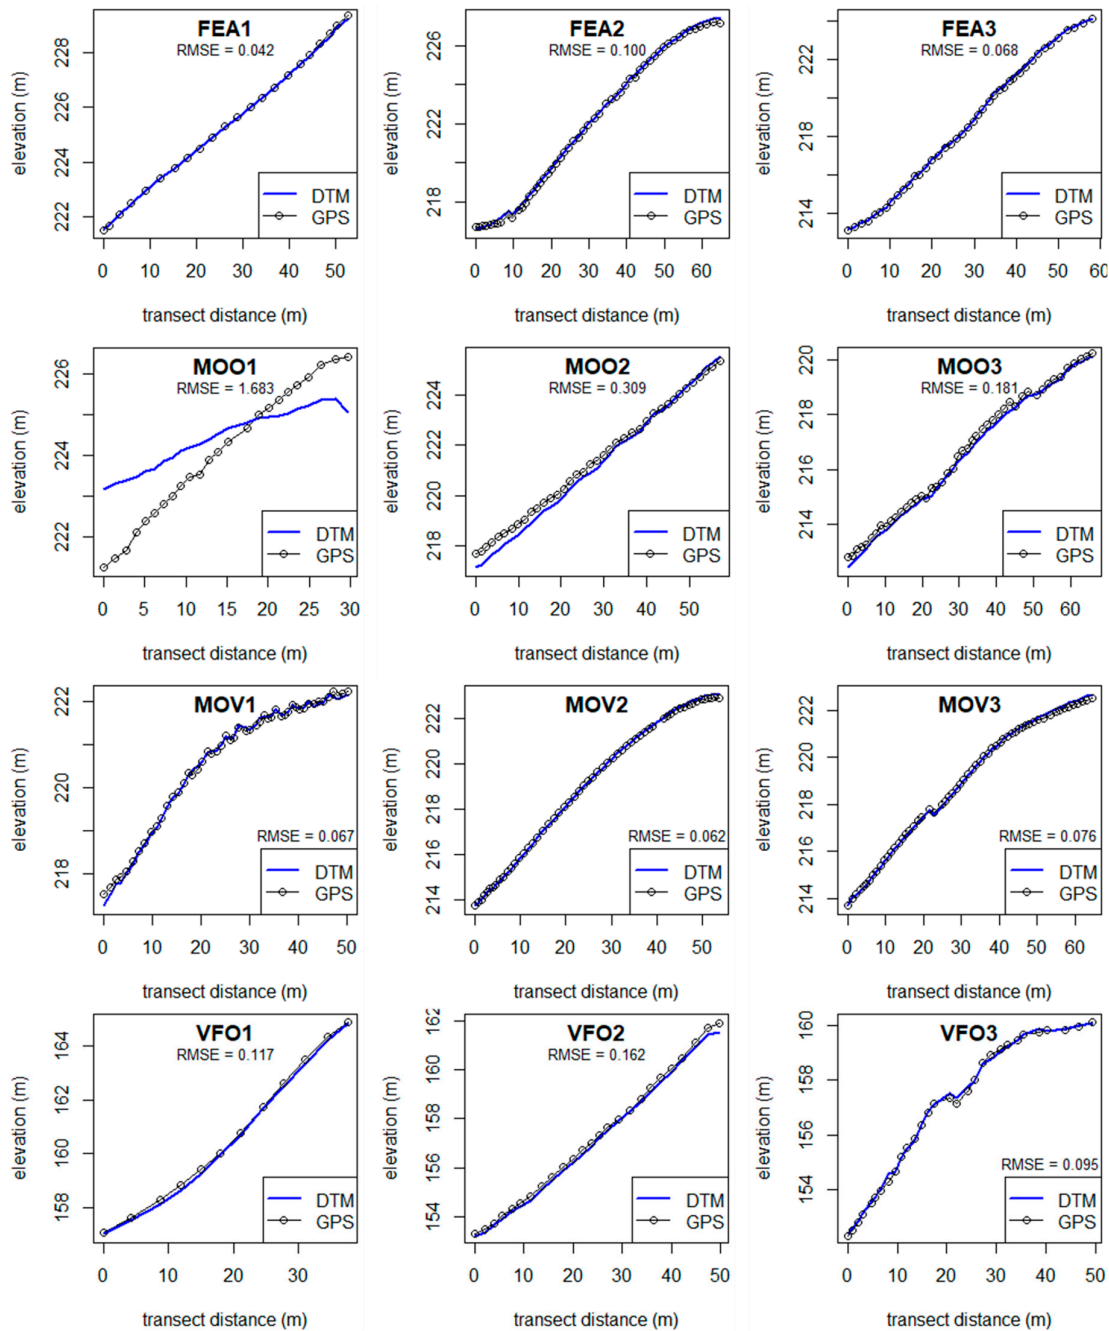 FEA1
RMSE = 0.042
elevation (m)
222 224 226 228
DTM
GPS
0 10 20 30 40 50
transect distance (m)
FEA2
RMSE = 0.100
elevation (m)
218 222 226
DTM
GPS
0 10 20 30 40 50 60
transect distance (m)
FEA3
RMSE = 0.068
elevation (m)
214 218 222
DTM
GPS
0 10 20 30 40 50 60
transect distance (m)
MOO1
RMSE = 1.683
elevation (m)
222 224 226
DTM
GPS
0 5 10 15 20 25 30
transect distance (m)
MOO2
RMSE = 0.309
elevation (m)
218 220 222 224
DTM
GPS
0 10 20 30 40 50
transect distance (m)
MOO3
RMSE = 0.181
elevation (m)
214 216 218 220
DTM
GPS
0 10 20 30 40 50 60
transect distance (m)
MOV1
RMSE = 0.067
elevation (m)
218 220 222
DTM
GPS
0 10 20 30 40 50
transect distance (m)
MOV2
RMSE = 0.062
elevation (m)
214 216 218 220 222
DTM
GPS
0 10 20 30 40 50
transect distance (m)
MOV3
RMSE = 0.076
elevation (m)
214 216 218 220 222
DTM
GPS
0 10 20 30 40 50 60
transect distance (m)
VFO1
RMSE = 0.117
elevation (m)
158 160 162 164
DTM
GPS
0 10 20 30
transect distance (m)
VFO2
RMSE = 0.162
elevation (m)
154 156 158 160 162
DTM
GPS
0 10 20 30 40 50
transect distance (m)
VFO3
RMSE = 0.095
elevation (m)
154 156 158 160
DTM
GPS
0 10 20 30 40 50
transect distance (m)